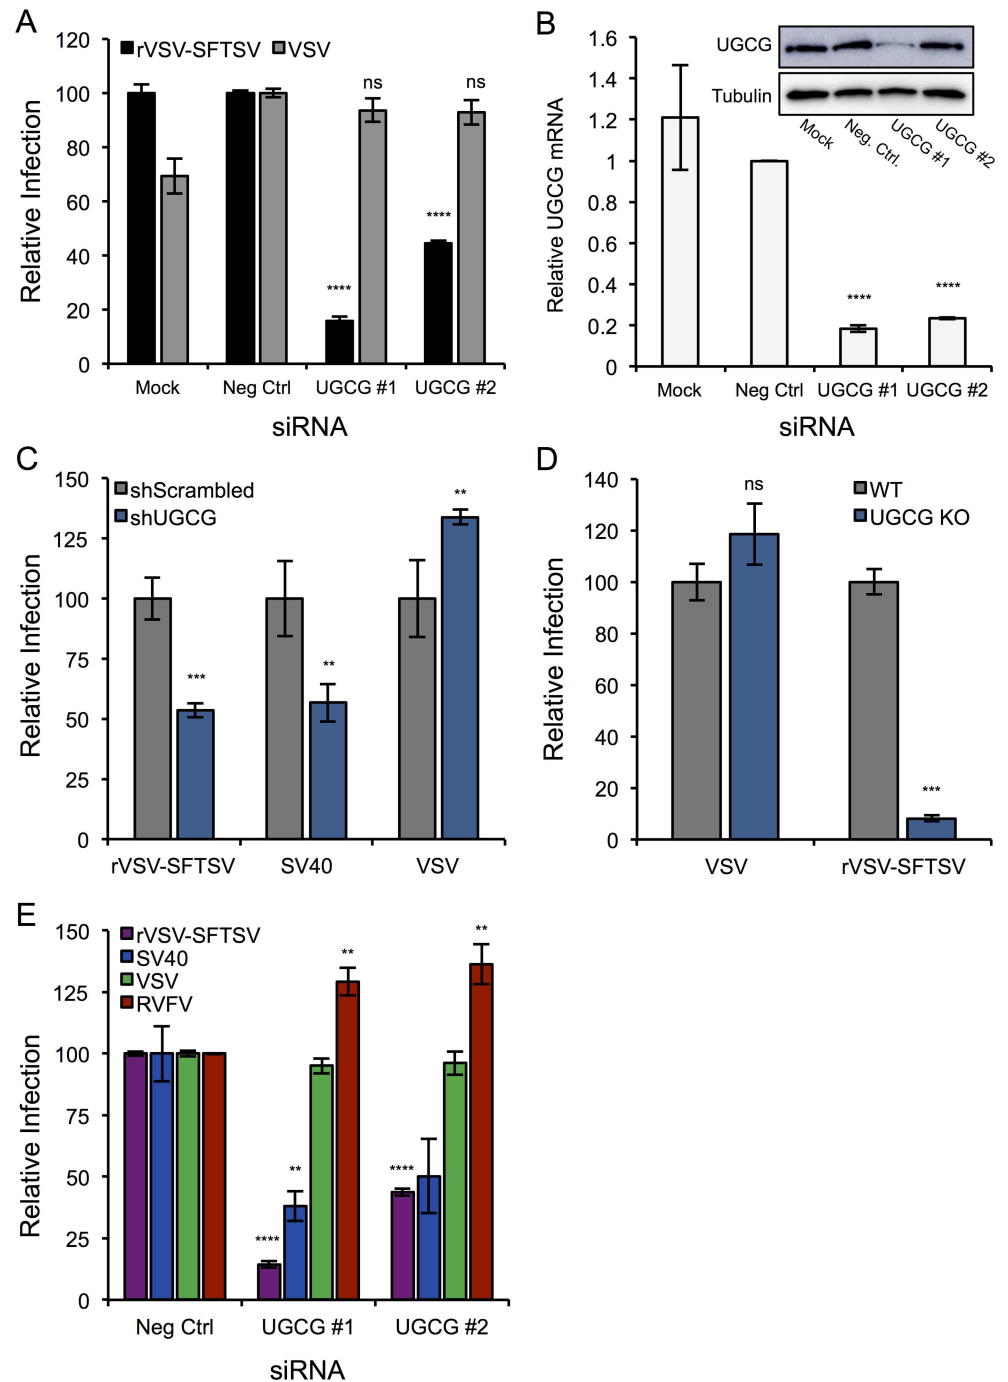 A
120
100
80
60
40
20
0
Relative Infection
rVSV-SFTSV
VSV
ns
ns
****
****
Mock
Neg Ctrl
UGCG #1
UGCG #2
siRNA
B
1.6
1.4
1.2
1
0.8
0.6
0.4
0.2
0
Relative UGCG mRNA
UGCG
Tubulin
Mock
Neg. Ctrl.
UGCG #1
UGCG #2
****
****
Mock
Neg Ctrl
UGCG #1
UGCG #2
siRNA
C
150
125
100
75
50
25
0
Relative Infection
shScrambled
shUGCG
***
**
**
rVSV-SFTSV
SV40
VSV
D
140
120
100
80
60
40
20
0
Relative Infection
WT
UGCG KO
ns
***
VSV
rVSV-SFTSV
E
150
125
100
75
50
25
0
Relative Infection
rVSV-SFTSV
SV40
VSV
RVFV
****
**
**
****
**
Neg Ctrl
UGCG #1
UGCG #2
siRNA